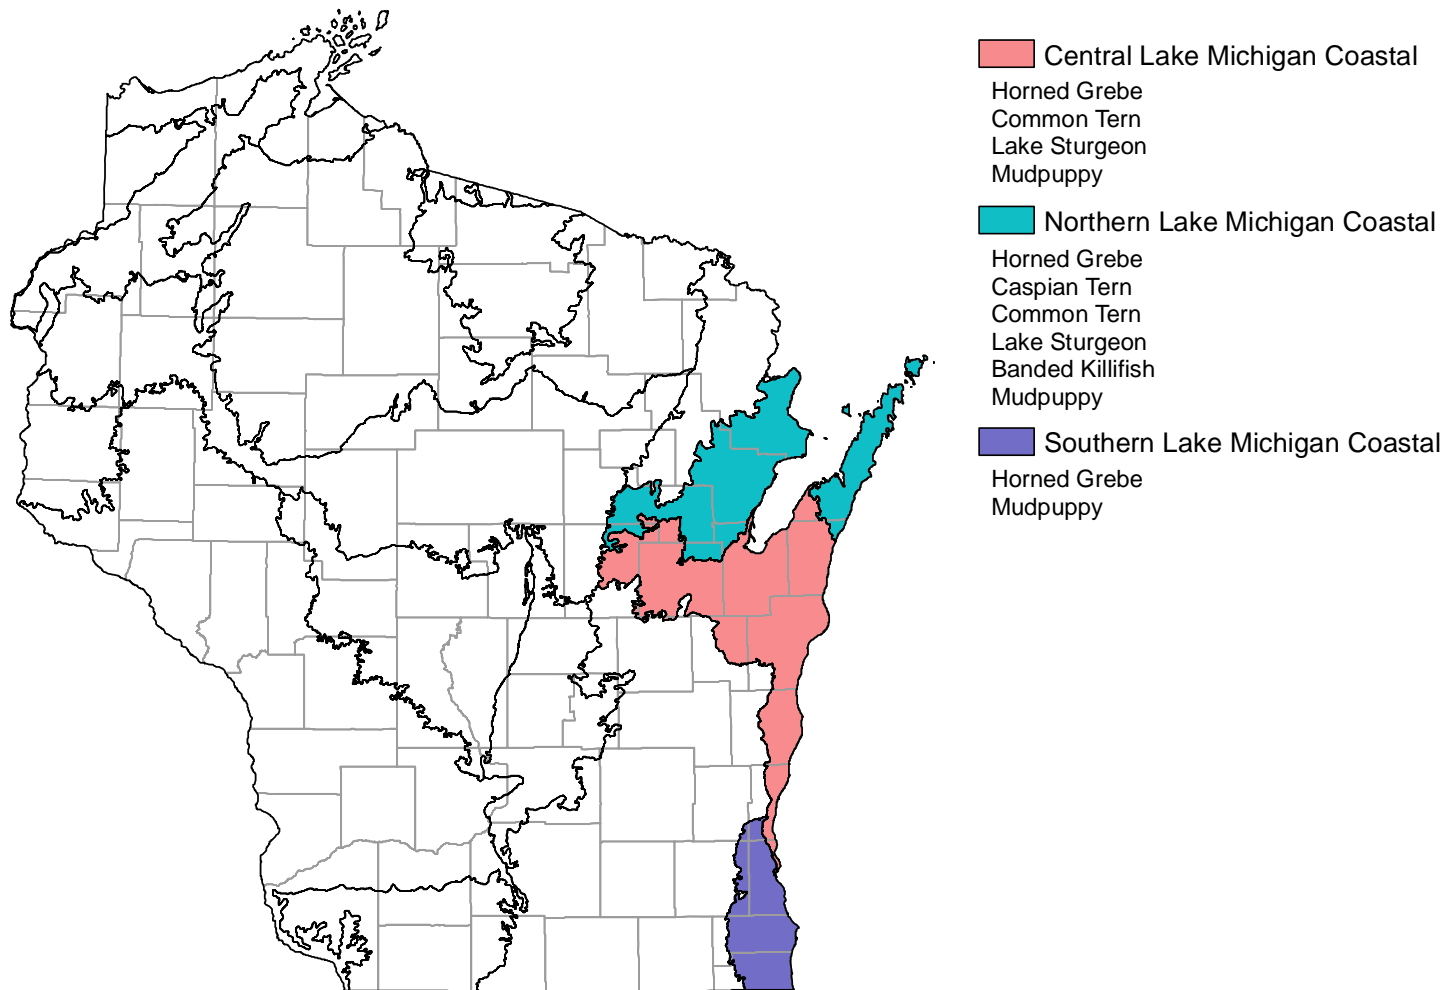 Central Lake Michigan Coastal
Horned Grebe
Common Tern
Lake Sturgeon
Mudpuppy
Northern Lake Michigan Coastal
Horned Grebe
Caspian Tern
Common Tern
Lake Sturgeon
Banded Killifish
Mudpuppy
Southern Lake Michigan Coastal
Horned Grebe
Mudpuppy